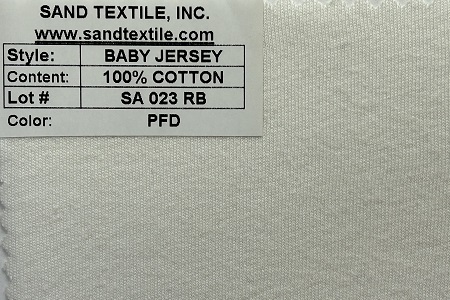 SAND TEXTILE, INC.
www.sandtextile.com
Style: BABY JERSEY
Content: 100% COTTON
Lot # SA 023 RB
Color: PFD